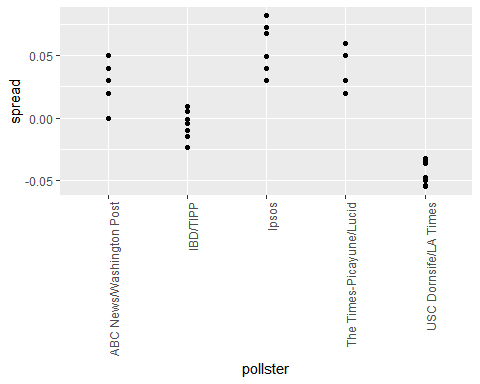 spread
0.05
0.00
-0.05
ABC News/Washington Post
IBD/TIPP
Ipsos
The Times-Picayune/Lucid
USC Dornsife/LA Times
pollster